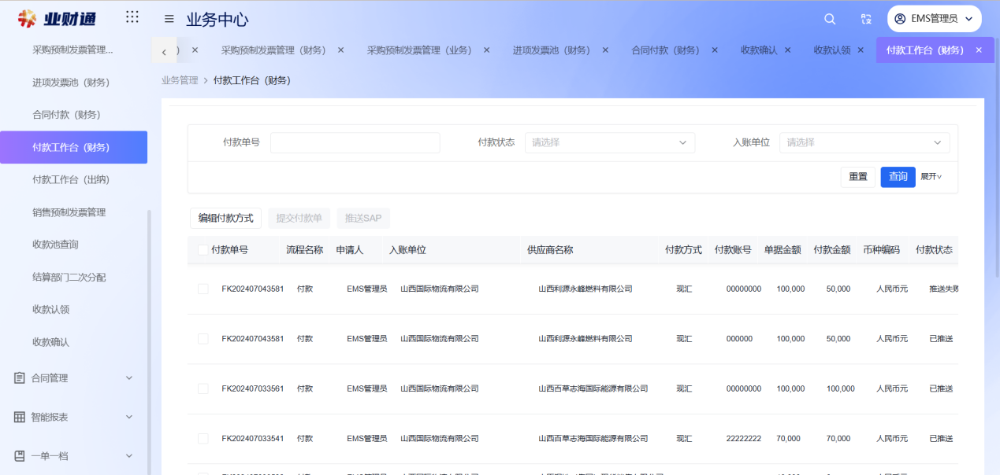 业财通
业务中心
EMS管理员
采购预制发票管理...
进项发票池（财务）
合同付款（财务）
付款工作台（财务）
付款工作台（出纳）
销售预制发票管理
收款池查询
结算部门二次分配
收款认领
收款确认
合同管理
智能报表
一单一档
） × 采购预制发票管理（财务） × 采购预制发票管理（业务） × 进项发票池（财务） × 合同付款（财务） × 收款确认 × 收款认领 × 付款工作台（财务） ×
业务管理 > 付款工作台（财务）
付款单号 付款状态 请选择 入账单位 请选择
重置 查询 展开
编辑付款方式 提交付款单 推送SAP
付款单号 流程名称 申请人 入账单位 供应商名称 付款方式 付款账号 单据金额 付款金额 币种编码 付款状态
FK202407043581 付款 EMS管理员 山西国际物流有限公司 山西利源永峰燃料有限公司 现汇 00000000 100,000 50,000 人民币元 推送失败
FK202407043581 付款 EMS管理员 山西国际物流有限公司 山西利源永峰燃料有限公司 现汇 000000 100,000 50,000 人民币元 已推送
FK202407033561 付款 EMS管理员 山西国际物流有限公司 山西百草志海国际能源有限公司 现汇 00000000 100,000 100,000 人民币元 已推送
FK202407033541 付款 EMS管理员 山西国际物流有限公司 山西百草志海国际能源有限公司 现汇 22222222 70,000 70,000 人民币元 已推送